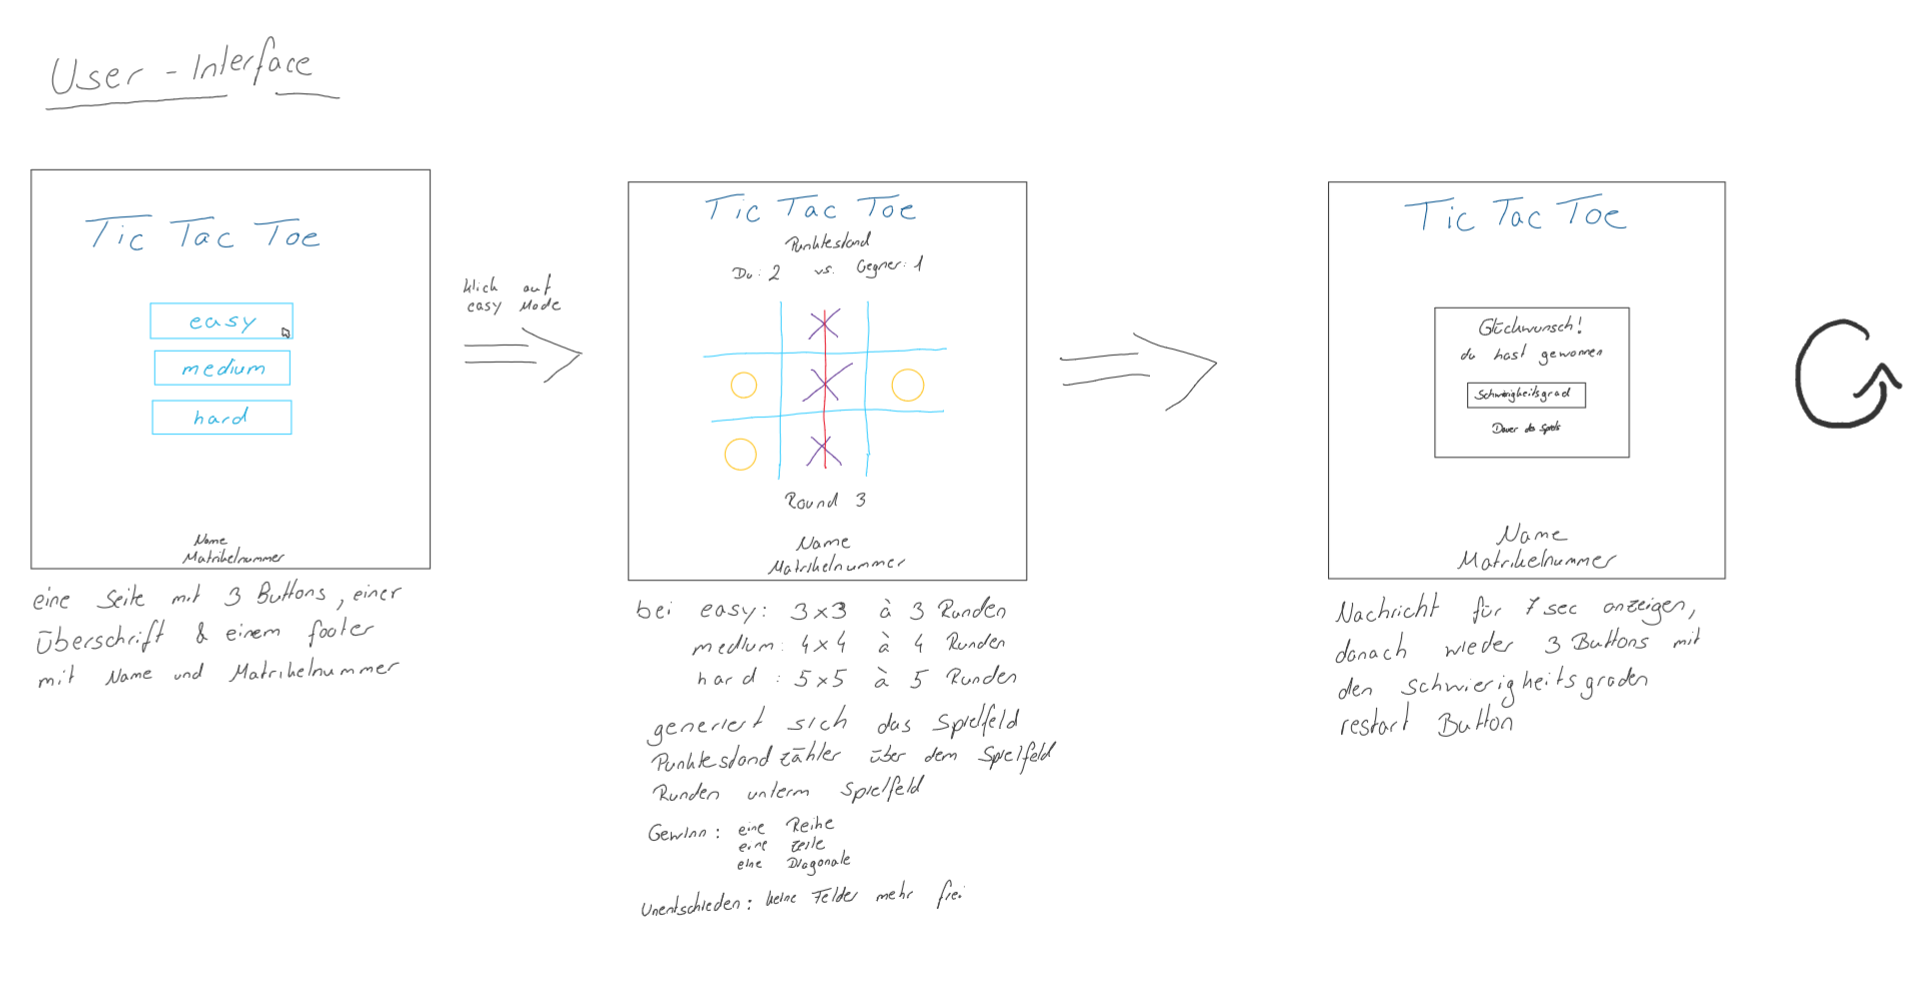 User - Interface
Tic Tac Toe
easy
medium
hard
Name
Matrikelnummer
eine Seite mit 3 Buttons, einer
überschrift & einem footer
mit Name und Matrikelnummer
klick auf
easy Mode
Tic Tac Toe
Punktestand
Du: 2 vs. Gegner: 1
Round 3
Name
Matrikelnummer
bei easy: 3x3 à 3 Runden
medium: 4x4 à 4 Runden
hard : 5x5 à 5 Runden
generiert sich das Spielfeld
Punktestand zähler über dem Spielfeld
Runden unterm Spielfeld
Gewinn: eine Reihe
eine Zeile
eine Diagonale
Unentschieden: keine Felder mehr frei
Tic Tac Toe
Glückwunsch!
du hast gewonnen
Schwierigkeitsgrad
Dauer des Spiels
Name
Matrikelnummer
Nachricht für 7 sec anzeigen,
danach wieder 3 Buttons mit
den schwierigkeitsgraden
restart Button